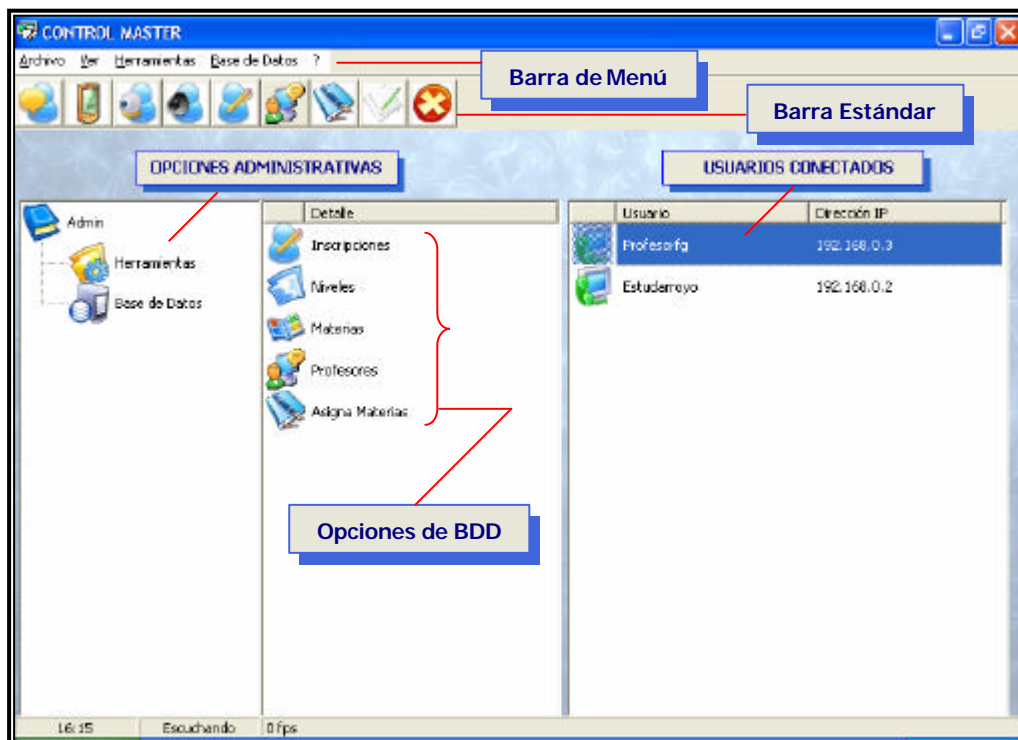 CONTROL MASTER
Archivo Ver Herramientas Base de Datos ?
Barra de Menú
Barra Estándar
OPCIONES ADMINISTRATIVAS
USUARIOS CONECTADOS
Admin
Herramientas
Base de Datos
Detalle
Inscripciones
Niveles
Materias
Profesores
Asigna Materias
Opciones de BDD
Usuario Dirección IP
Profesorfg 192.168.0.3
Estudarroyo 192.168.0.2
16:15 Escuchando 0 fps